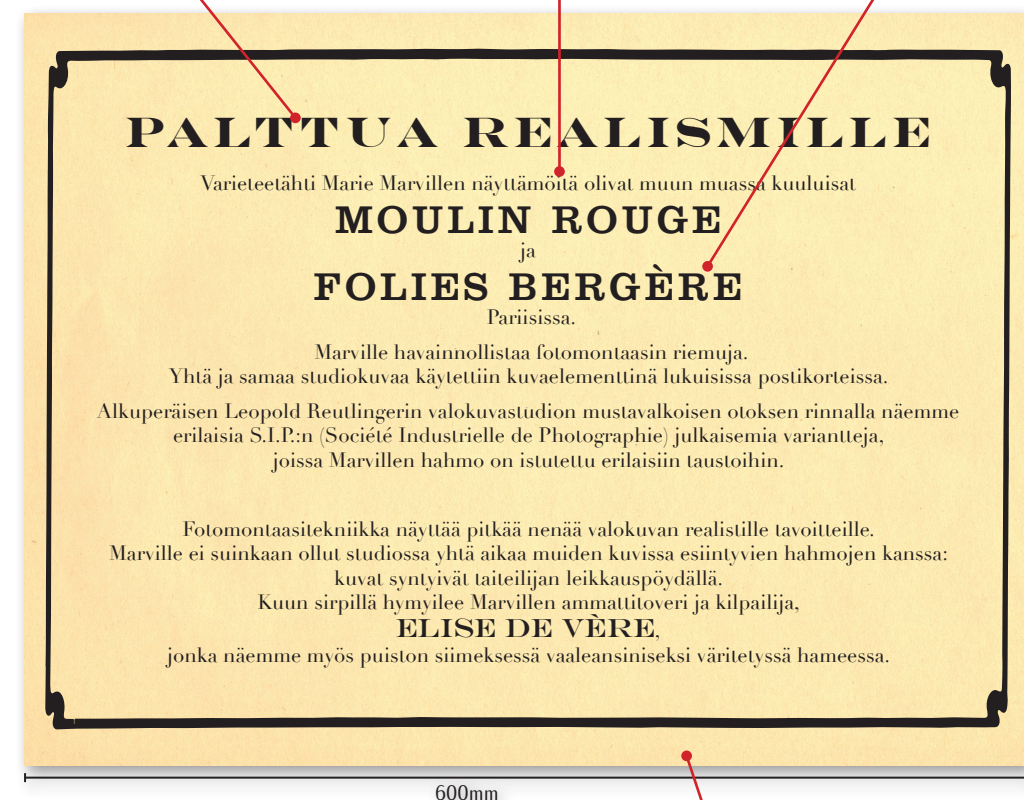 PALTTUA REALISMILLE
Varieteetähti Marie Marvillen näyttämöitä olivat muun muassa kuuluisat
MOULIN ROUGE
ja
FOLIES BERGÈRE
Pariisissa.
Marville havainnollistaa fotomontaasin riemuja.
Yhtä ja samaa studiokuvaa käytettiin kuvaelementtinä lukuisissa postikorteissa.
Alkuperäisen Leopold Reutlingerin valokuvastudion mustavalkoisen otoksen rinnalla näemme
erilaisia S.I.P.:n (Société Industrielle de Photographie) julkaisemia variantteja,
joissa Marvillen hahmo on istutettu erilaisiin taustoihin.
Fotomontaasitekniikka näyttää pitkää nenää valokuvan realistille tavoitteille.
Marville ei suinkaan ollut studiossa yhtä aikaa muiden kuvissa esiintyvien hahmojen kanssa:
kuvat syntyivät taiteilijan leikkauspöydällä.
Kuun sirpillä hymyilee Marvillen ammattitoveri ja kilpailija,
ELISE DE VÈRE,
jonka näemme myös puiston siimeksessä vaaleansiniseksi väritetyssä hameessa.
600mm